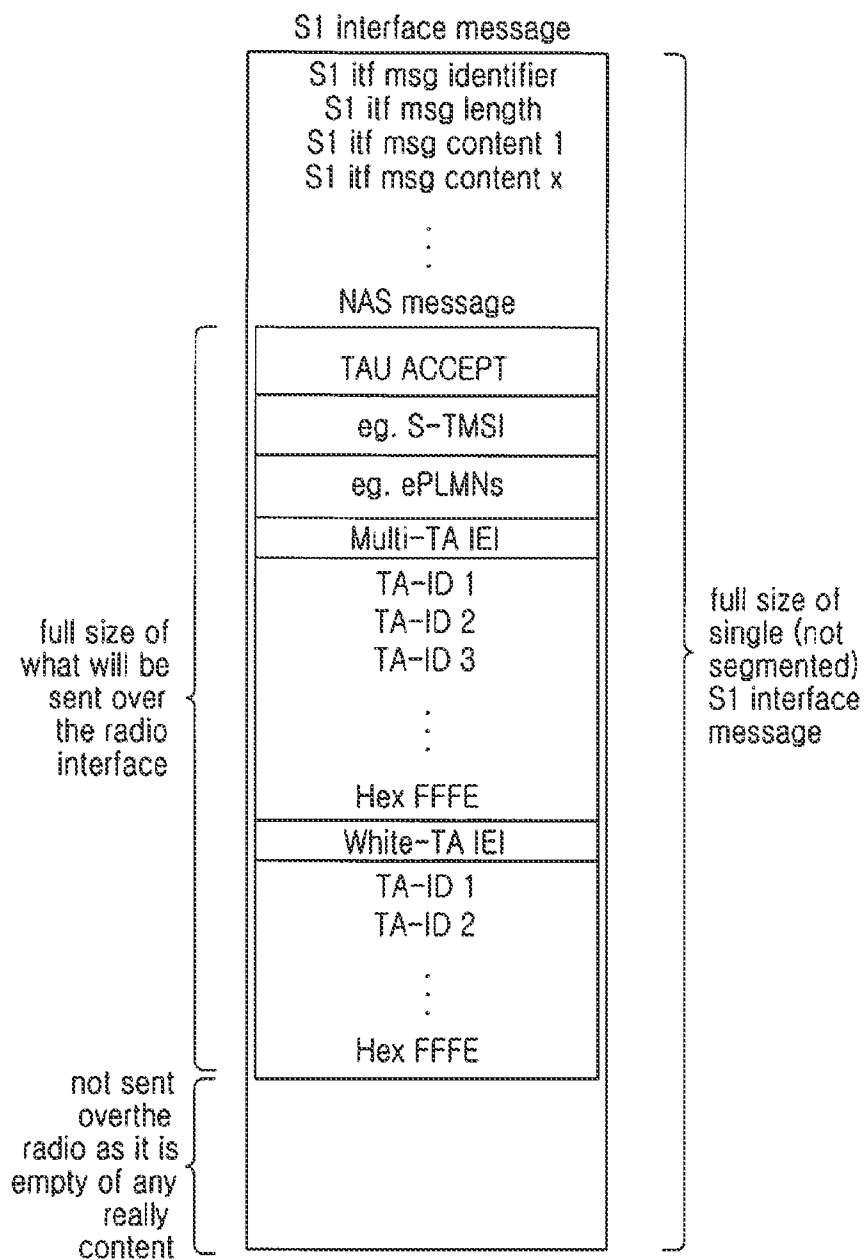 S1 interface message
S1 itf msg identifier
S1 itf msg length
S1 itf msg content 1
S1 itf msg content x
NAS message
TAU ACCEPT
eg. S-TMSI
eg. ePLMNs
Multi-TA IEI
TA-ID 1
TA-ID 2
TA-ID 3
Hex FFFE
White-TA IEI
TA-ID 1
TA-ID 2
Hex FFFE
full size of
what will be
sent over
the radio
interface
not sent
overthe
radio as it is
empty of any
really
content
full size of
single (not
segmented)
S1 interface
message